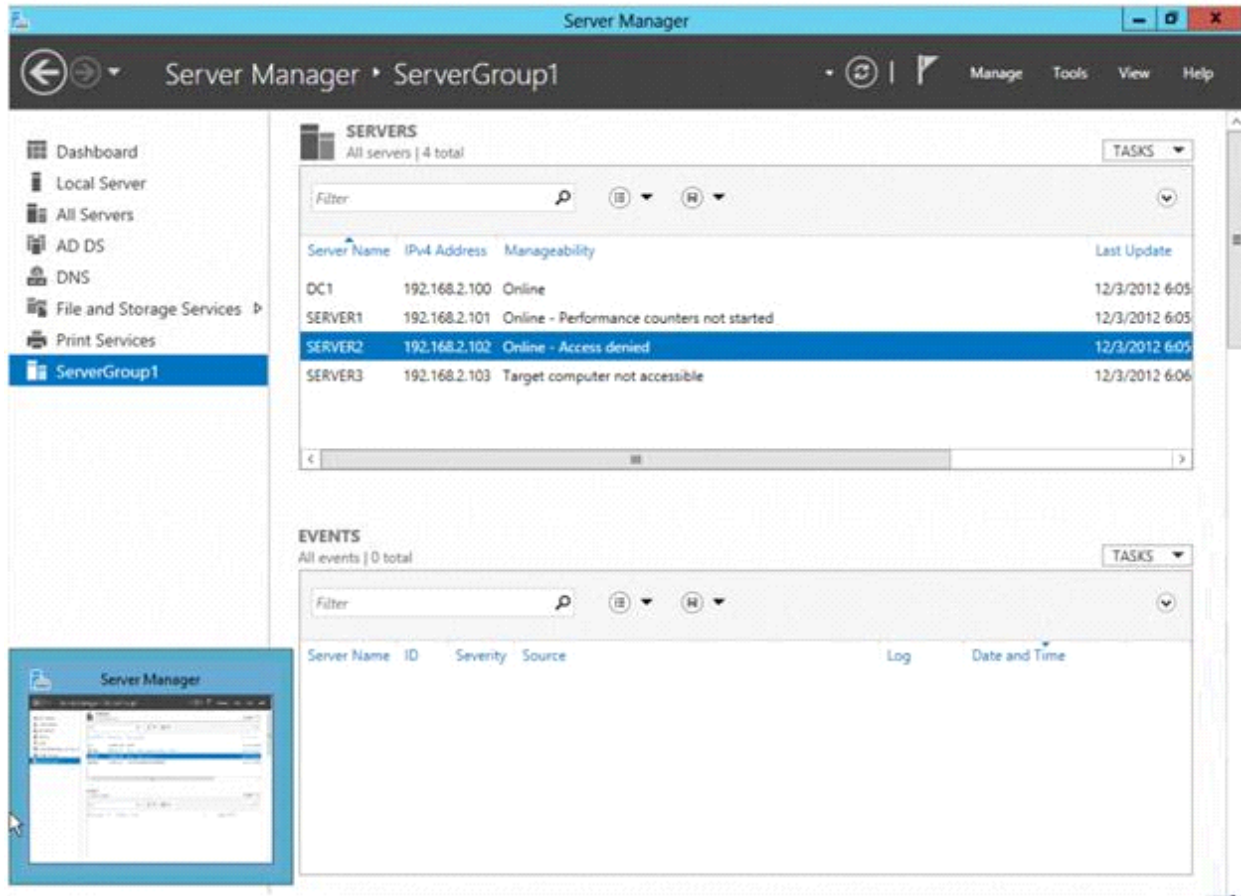 Server Manager
Server Manager ‣ ServerGroup1
Manage Tools View Help
Dashboard
Local Server
All Servers
AD DS
DNS
File and Storage Services
Print Services
ServerGroup1
SERVERS
All servers | 4 total
TASKS
Filter
Server Name IPv4 Address Manageability Last Update
DC1 192.168.2.100 Online 12/3/2012 6:05
SERVER1 192.168.2.101 Online - Performance counters not started 12/3/2012 6:05
SERVER2 192.168.2.102 Online - Access denied 12/3/2012 6:05
SERVER3 192.168.2.103 Target computer not accessible 12/3/2012 6:06
EVENTS
All events | 0 total
TASKS
Filter
Server Name ID Severity Source Log Date and Time
Server Manager